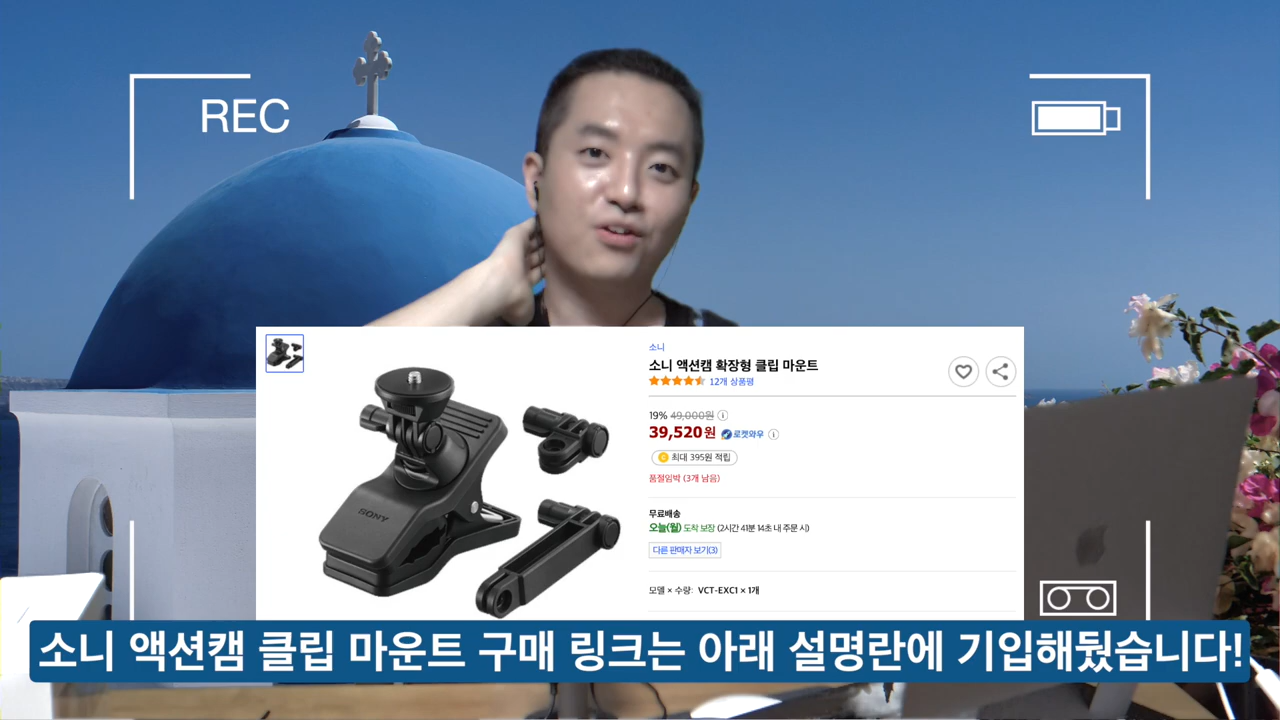 REC
소니
소니 액션캠 확장형 클립 마운트
12개 상품평
19% 49,000원
39,520원 로켓와우
최대 395원 적립
품절임박 (3개 남음)
무료배송
오늘(월) 도착 보장 (2시간 41분 14초 내 주문 시)
다른 판매자 보기(3)
모델 × 수량: VCT-EXC1 × 1개
SONY
소니 액션캠 클립 마운트 구매 링크는 아래 설명란에 기입해뒀습니다!